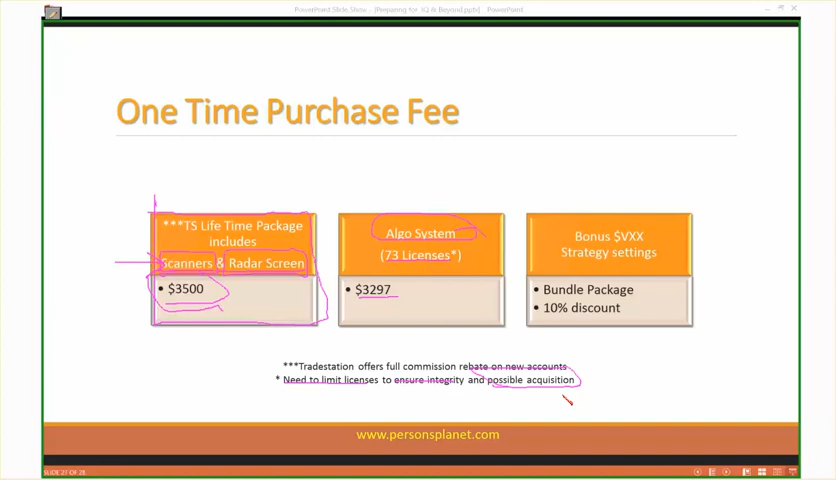 PowerPoint Slide Show - [Preparing for K2 & Beyond.pptx] - PowerPoint
One Time Purchase Fee
***TS Life Time Package
includes
Scanners & Radar Screen
• $3500
Algo System
(73 Licenses*)
• $3297
Bonus $VXX
Strategy settings
• Bundle Package
• 10% discount
***Tradestation offers full commission rebate on new accounts
* Need to limit licenses to ensure integrity and possible acquisition
www.personsplanet.com
SLIDE 27 OF 28